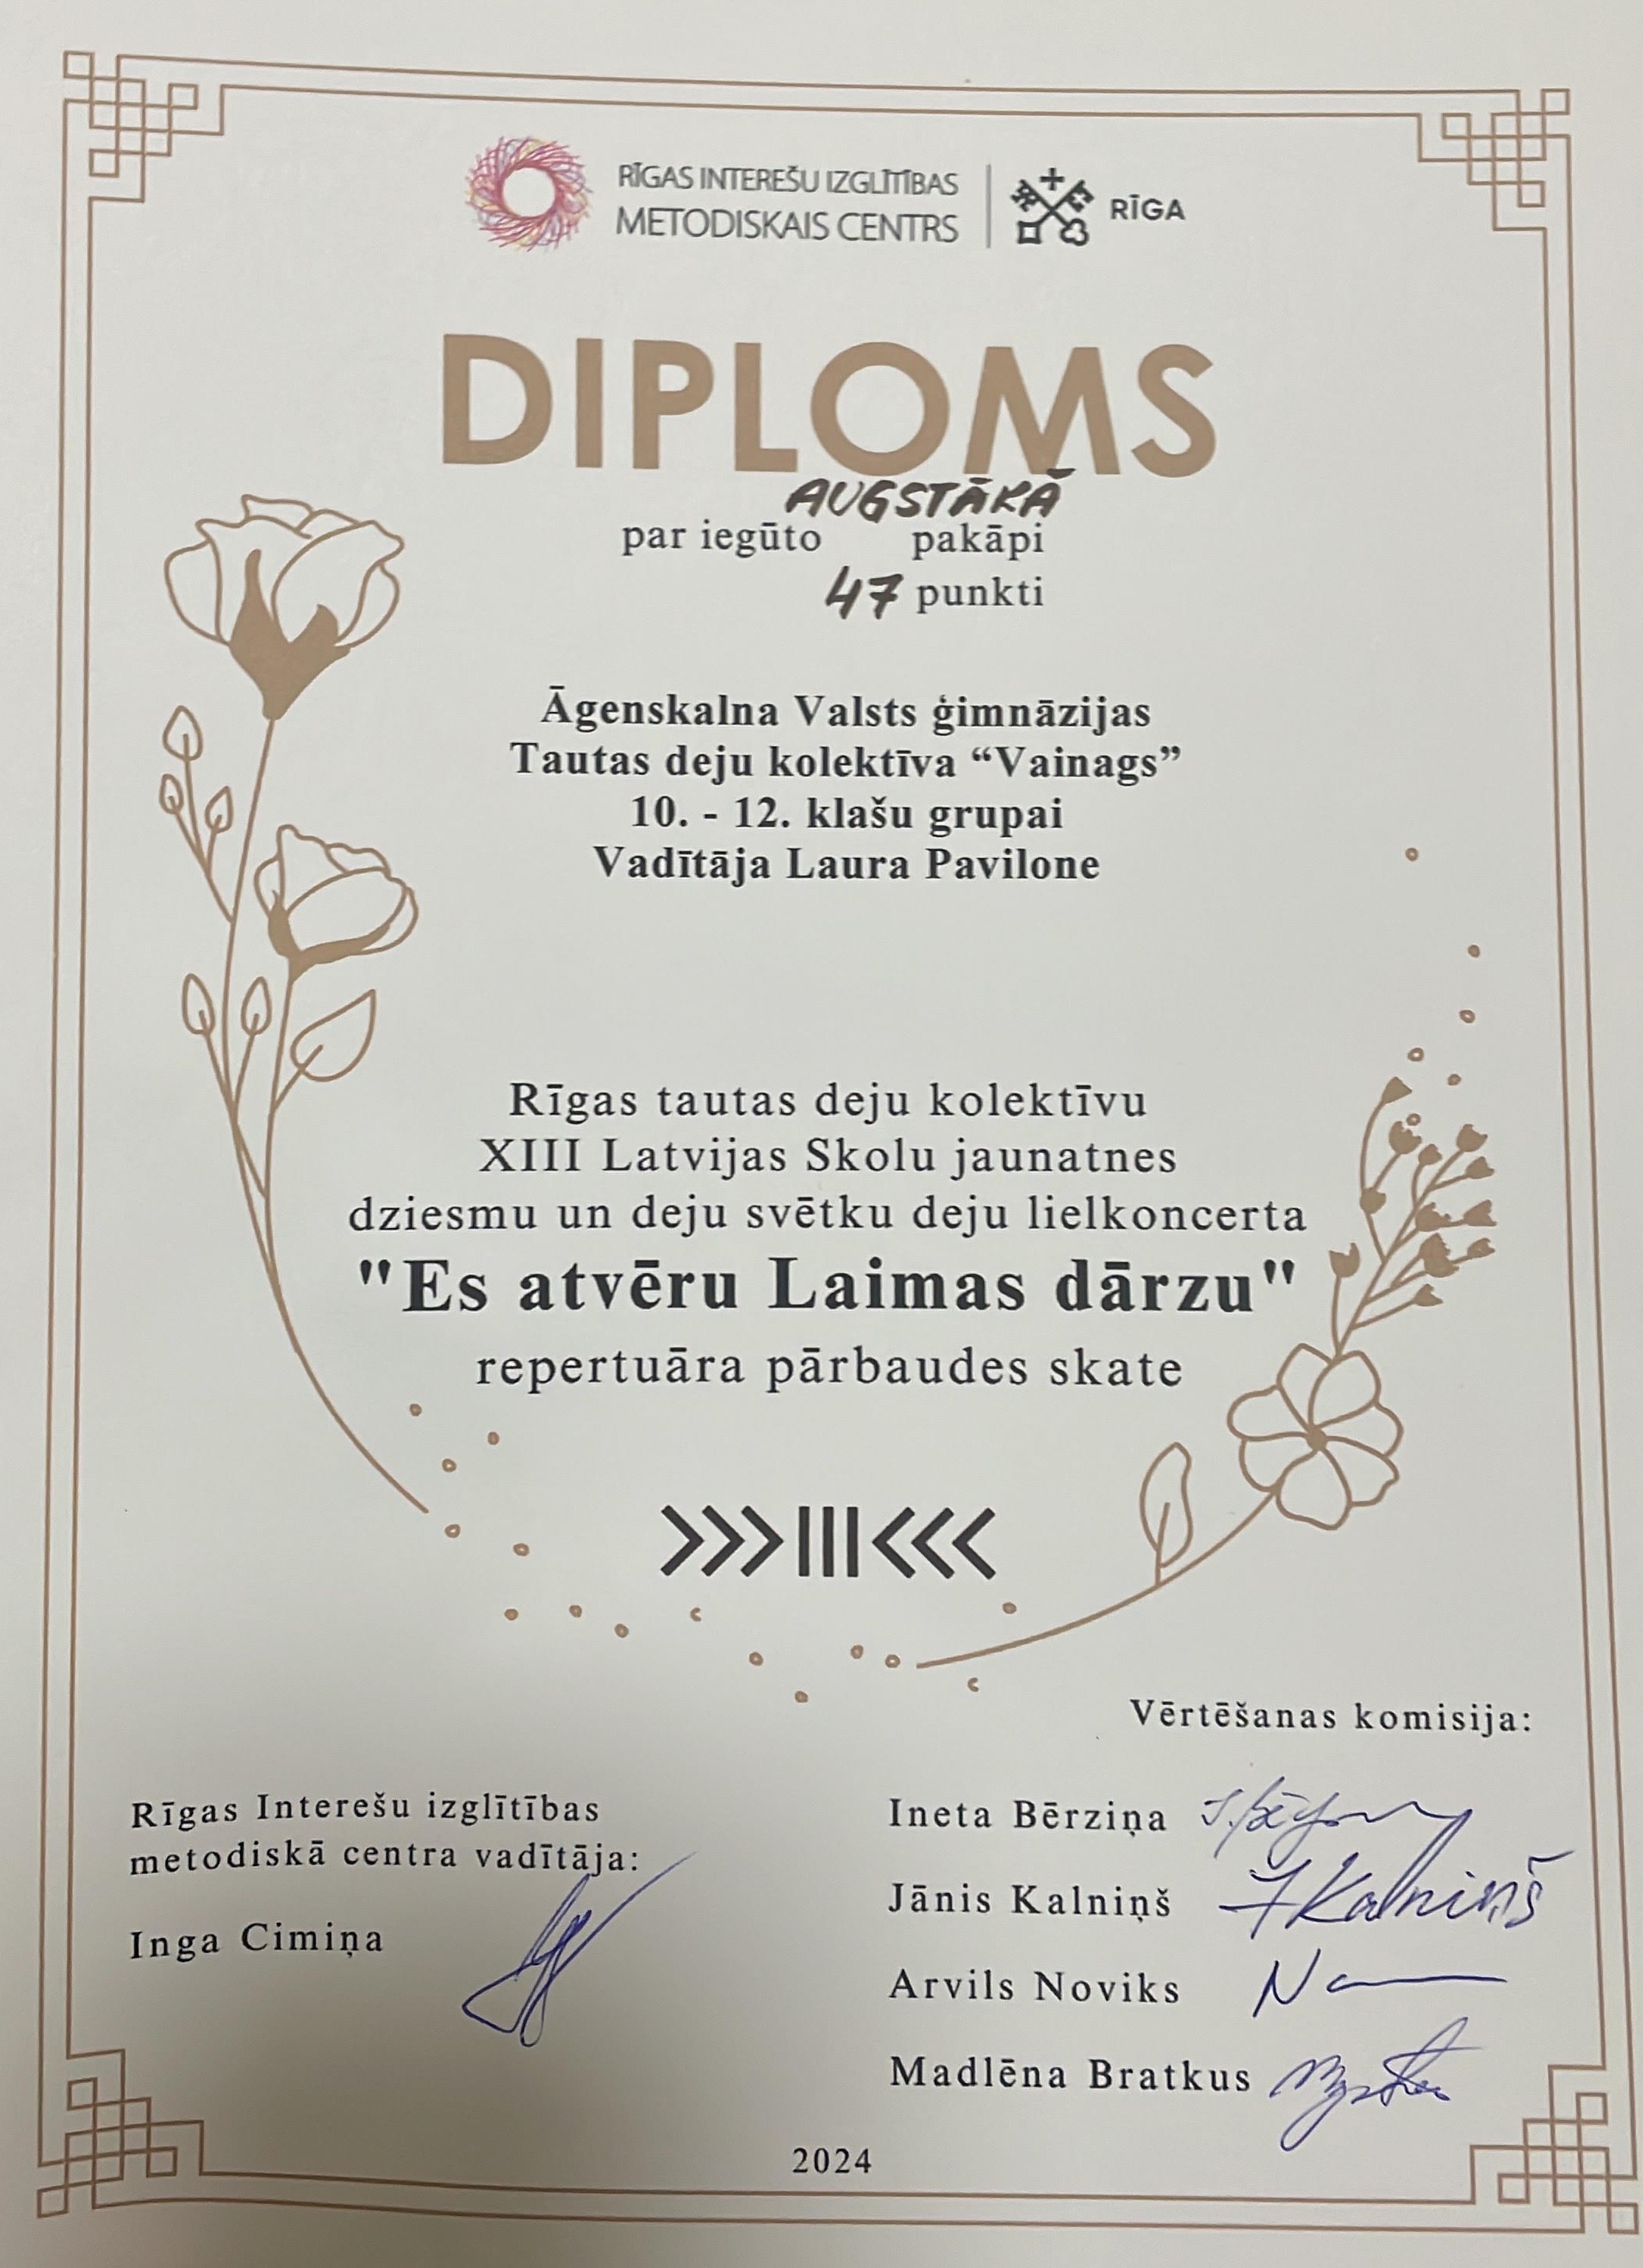 RĪGAS INTEREŠU IZGLĪTĪBAS
METODISKAIS CENTRS
RĪGA
DIPLOMS
AUGSTĀKĀ
par iegūto pakāpi
47 punkti
Āgenskalna Valsts ģimnāzijas
Tautas deju kolektīva “Vainags”
10. - 12. klašu grupai
Vadītāja Laura Pavilone
Rīgas tautas deju kolektīvu
XIII Latvijas Skolu jaunatnes
dziesmu un deju svētku deju lielkoncerta
"Es atvēru Laimas dārzu"
repertuāra pārbaudes skate
Vērtēšanas komisija:
Rīgas Interešu izglītības
metodiskā centra vadītāja:
Inga Cimiņa
Ineta Bērziņa
Jānis Kalniņš JKalniņš
Arvils Noviks
Madlēna Bratkus
2024